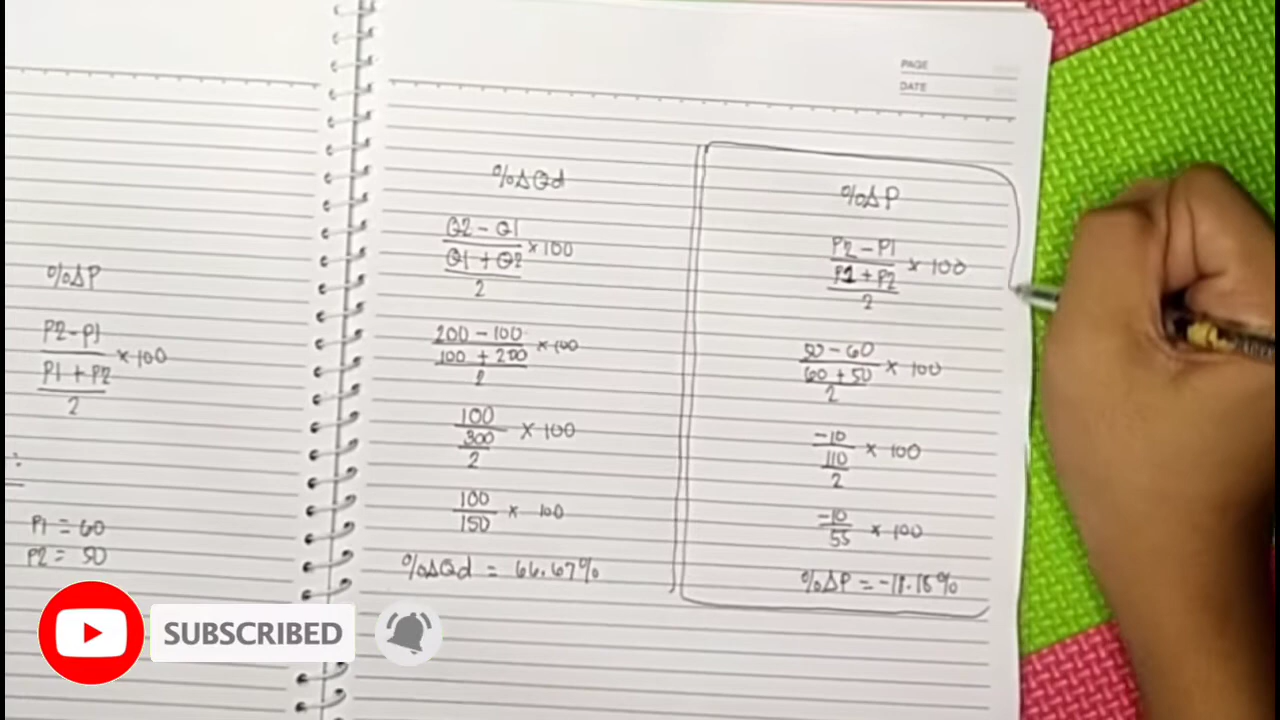 PAGE
DATE
%ΔP
P2 - P1
P1 + P2
2
× 100
:
P1 = 60
P2 = 50
%ΔQd
Q2 - Q1
Q1 + Q2
2
× 100
200 - 100
100 + 200
2
× 100
100
300
2
× 100
100
150
× 100
%ΔQd = 66.67%
%ΔP
P2 - P1
P1 + P2
2
× 100
50 - 60
60 + 50
2
× 100
-10
110
2
× 100
-10
55
× 100
%ΔP = -18.18%
SUBSCRIBED